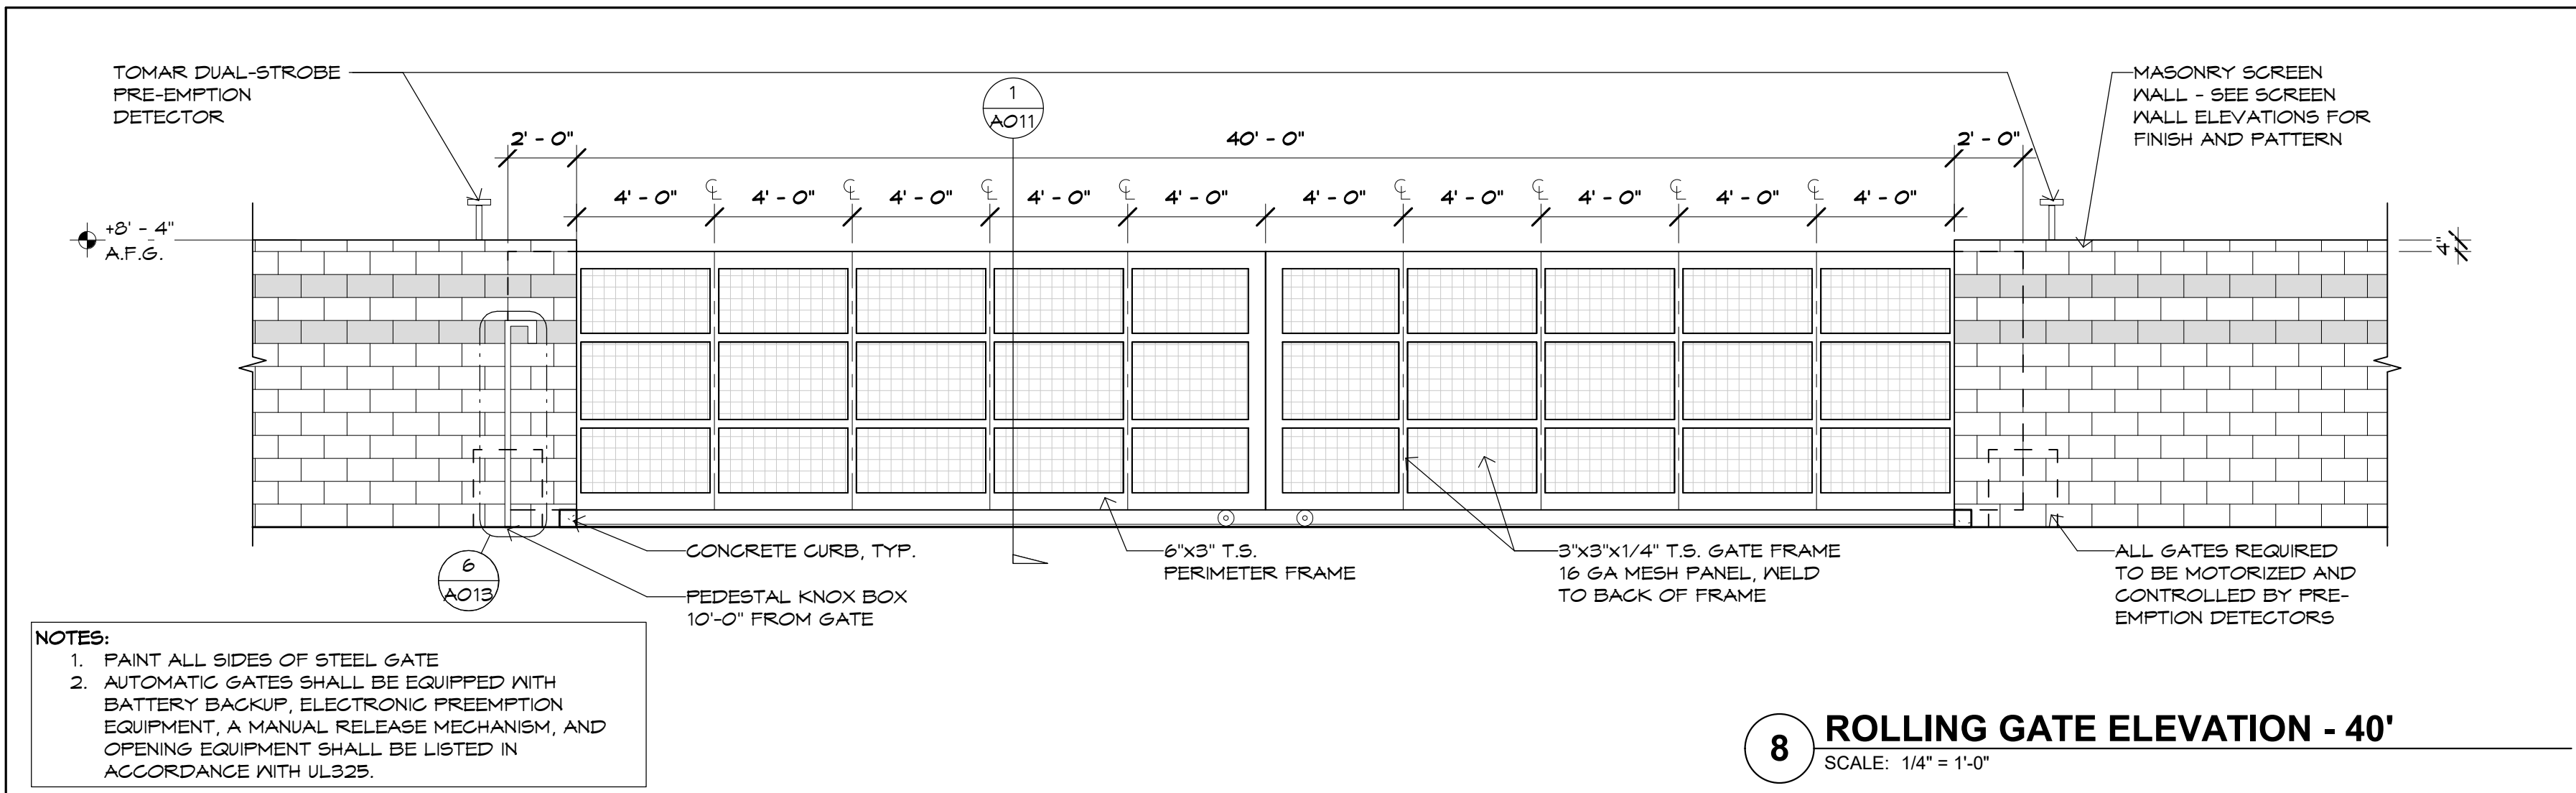 TOMAR DUAL-STROBE
PRE-EMPTION
DETECTOR
1
A011
MASONRY SCREEN
WALL - SEE SCREEN
WALL ELEVATIONS FOR
FINISH AND PATTERN
2' - 0"
40' - 0"
2' - 0"
4' - 0"
4' - 0"
4' - 0"
4' - 0"
4' - 0"
4' - 0"
4' - 0"
4' - 0"
4' - 0"
4' - 0"
+8' - 4"
A.F.G.
4"
CONCRETE CURB, TYP.
6"x3" T.S.
PERIMETER FRAME
3"x3"x1/4" T.S. GATE FRAME
16 GA MESH PANEL, WELD
TO BACK OF FRAME
ALL GATES REQUIRED
TO BE MOTORIZED AND
CONTROLLED BY PRE-
EMPTION DETECTORS
6
A013
PEDESTAL KNOX BOX
10'-0" FROM GATE
NOTES:
1. PAINT ALL SIDES OF STEEL GATE
2. AUTOMATIC GATES SHALL BE EQUIPPED WITH
BATTERY BACKUP, ELECTRONIC PREEMPTION
EQUIPMENT, A MANUAL RELEASE MECHANISM, AND
OPENING EQUIPMENT SHALL BE LISTED IN
ACCORDANCE WITH UL325.
8
ROLLING GATE ELEVATION - 40'
SCALE: 1/4" = 1'-0"